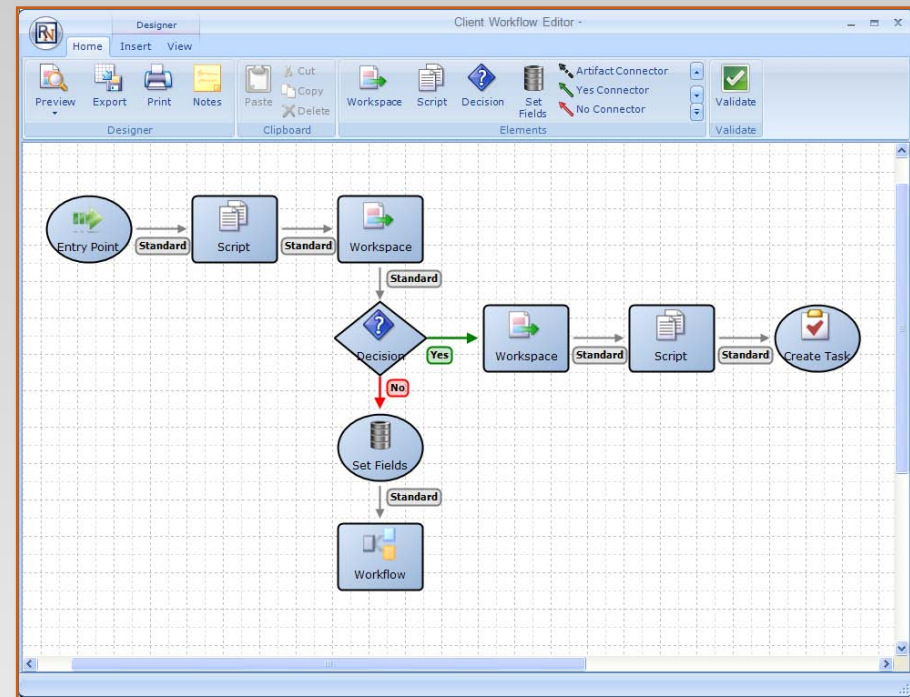 Designer
Client Workflow Editor -
RN
Home Insert View
Preview
Export
Print
Notes
Designer
Paste
Cut
Copy
Delete
Clipboard
Workspace
Script
Decision
Set
Fields
Artifact Connector
Yes Connector
No Connector
Elements
Validate
Validate
Entry Point
Standard
Script
Standard
Workspace
Standard
Decision
Yes
Workspace
Standard
Script
Standard
Create Task
No
Set Fields
Standard
Workflow